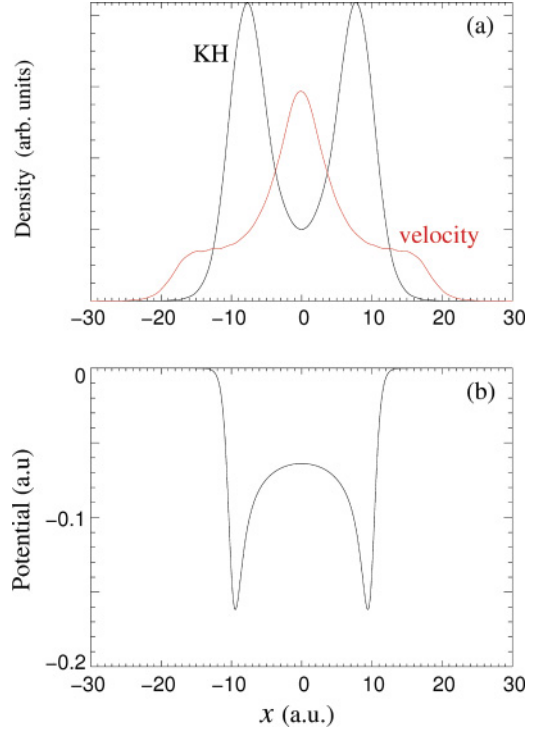 (a)
KH
Density (arb. units)
velocity
−30 −20 −10 0 10 20 30
(b)
0
−0.1
−0.2
Potential (a.u)
−30 −20 −10 0 10 20 30
x (a.u.)